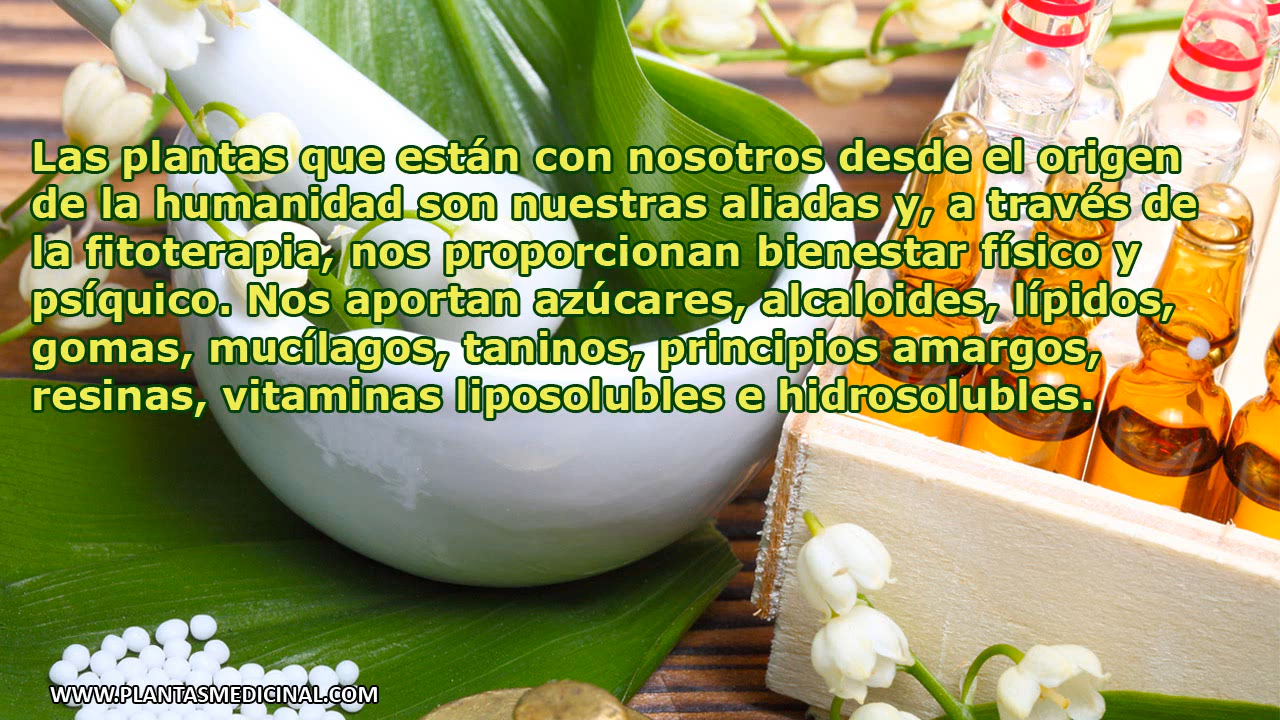 Las plantas que están con nosotros desde el origen
de la humanidad son nuestras aliadas y, a través de
la fitoterapia, nos proporcionan bienestar físico y
psíquico. Nos aportan azúcares, alcaloides, lípidos,
gomas, mucílagos, taninos, principios amargos,
resinas, vitaminas liposolubles e hidrosolubles.
WWW.PLANTASMEDICINAL.COM